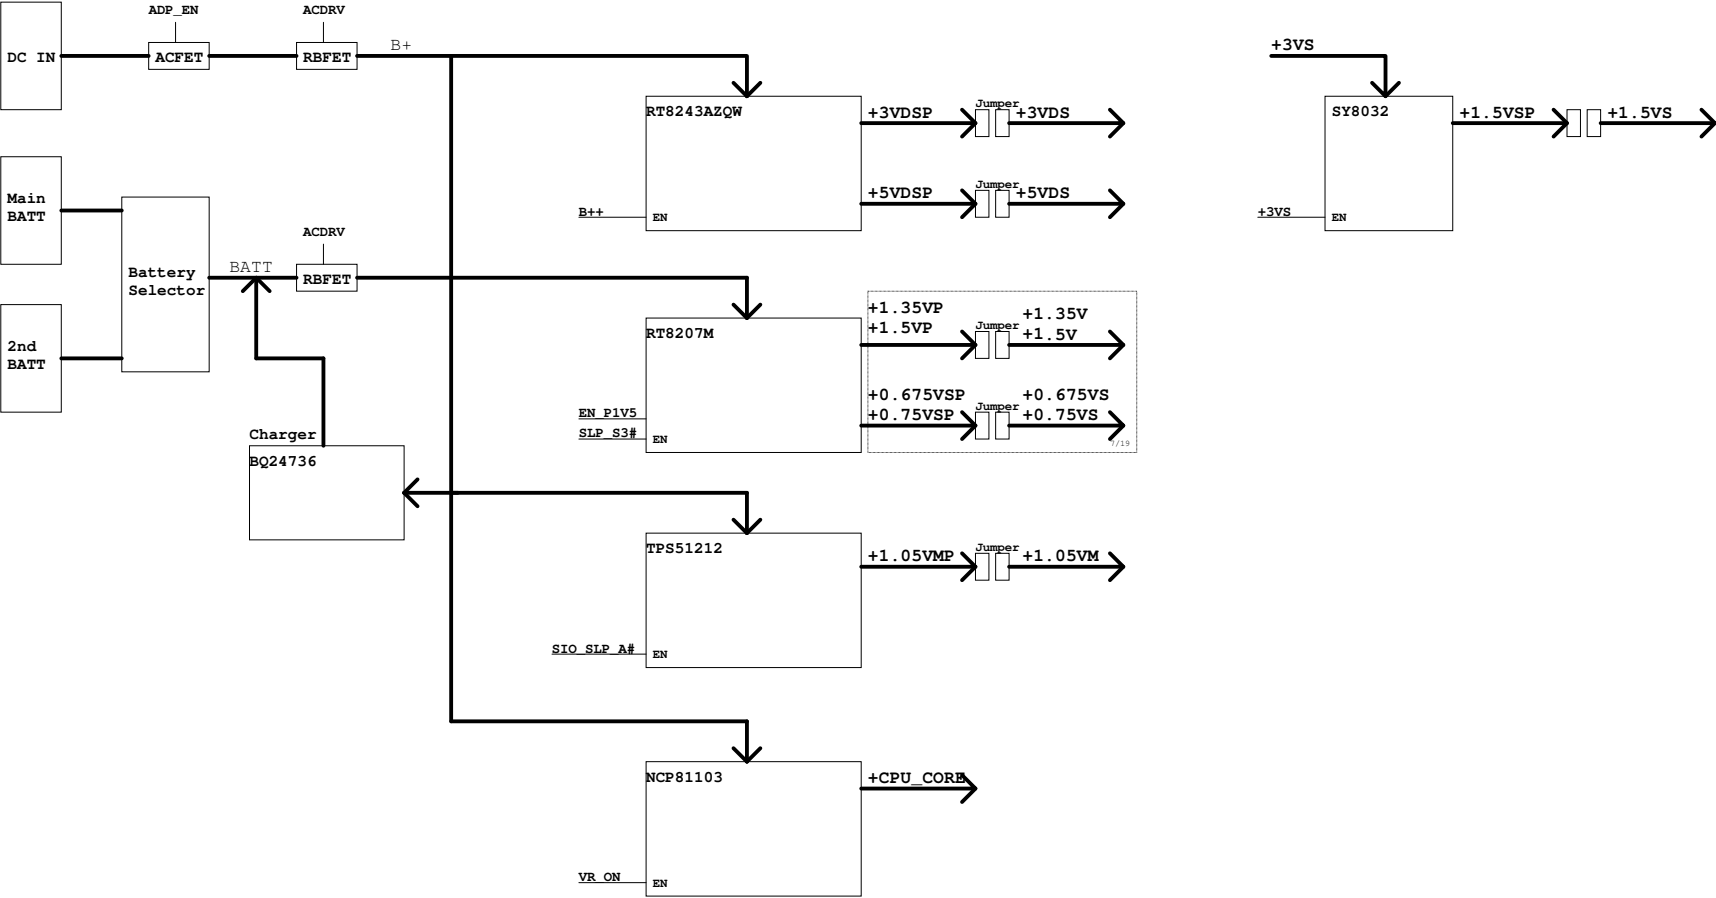 ADP_EN
ACDRV
DC IN
ACFET
RBFET
B+
RT8243AZQW
+3VDSP
Jumper
+3VDS
+5VDSP
Jumper
+5VDS
B++
EN
+3VS
SY8032
+1.5VSP
+1.5VS
+3VS
EN
Main
BATT
2nd
BATT
Battery
Selector
BATT
ACDRV
RBFET
RT8207M
+1.35VP
+1.5VP
Jumper
+1.35V
+1.5V
+0.675VSP
+0.75VSP
Jumper
+0.675VS
+0.75VS
7/19
EN_P1V5
SLP_S3#
EN
Charger
BQ24736
TPS51212
+1.05VMP
Jumper
+1.05VM
SIO_SLP_A#
EN
NCP81103
+CPU_CORE
VR_ON
EN